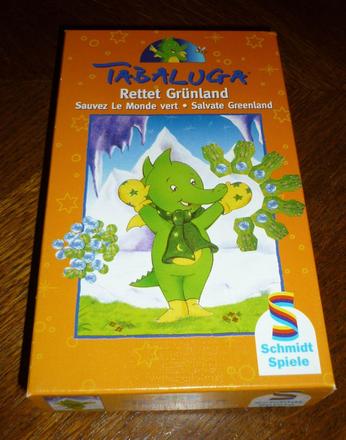 TABALUGA
Rettet Grünland
Sauvez Le Monde vert • Salvate Greenland
Schmidt
Spiele